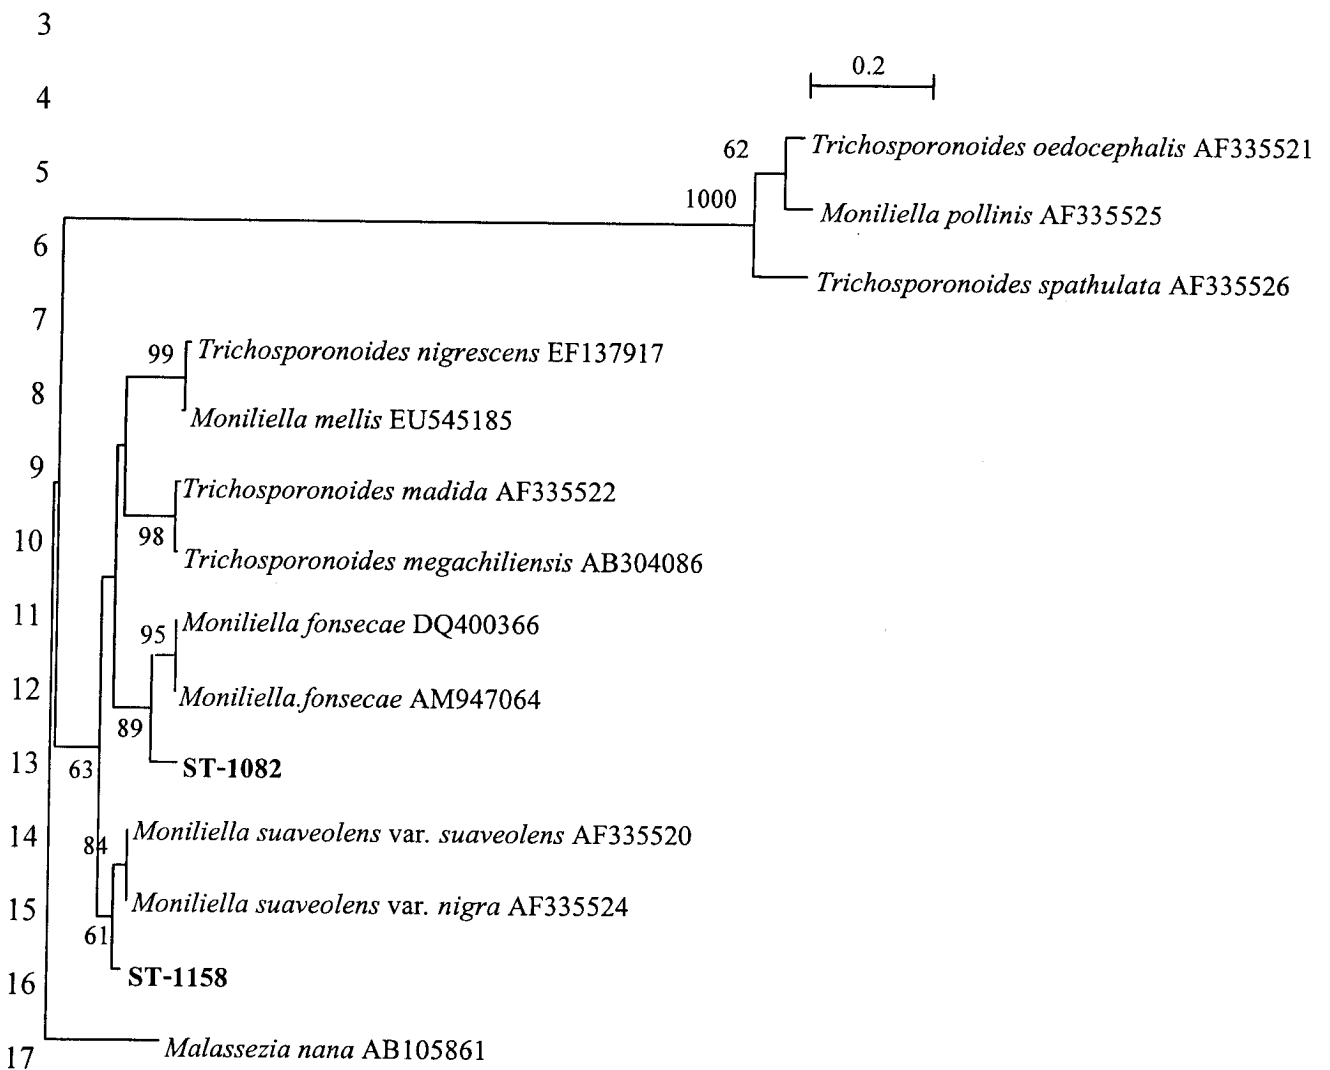 3
0.2
4
Trichosporonoides oedocephalis AF335521
62
5
1000
Moniliella pollinis AF335525
6
Trichosporonoides spathulata AF335526
7
99
Trichosporonoides nigrescens EF137917
8
Moniliella mellis EU545185
9
Trichosporonoides madida AF335522
98
10
Trichosporonoides megachiliensis AB304086
11
95
Moniliella fonsecae DQ400366
12
Moniliella.fonsecae AM947064
89
13
63
ST-1082
14
84
Moniliella suaveolens var. suaveolens AF335520
15
Moniliella suaveolens var. nigra AF335524
61
16
ST-1158
17
Malassezia nana AB105861